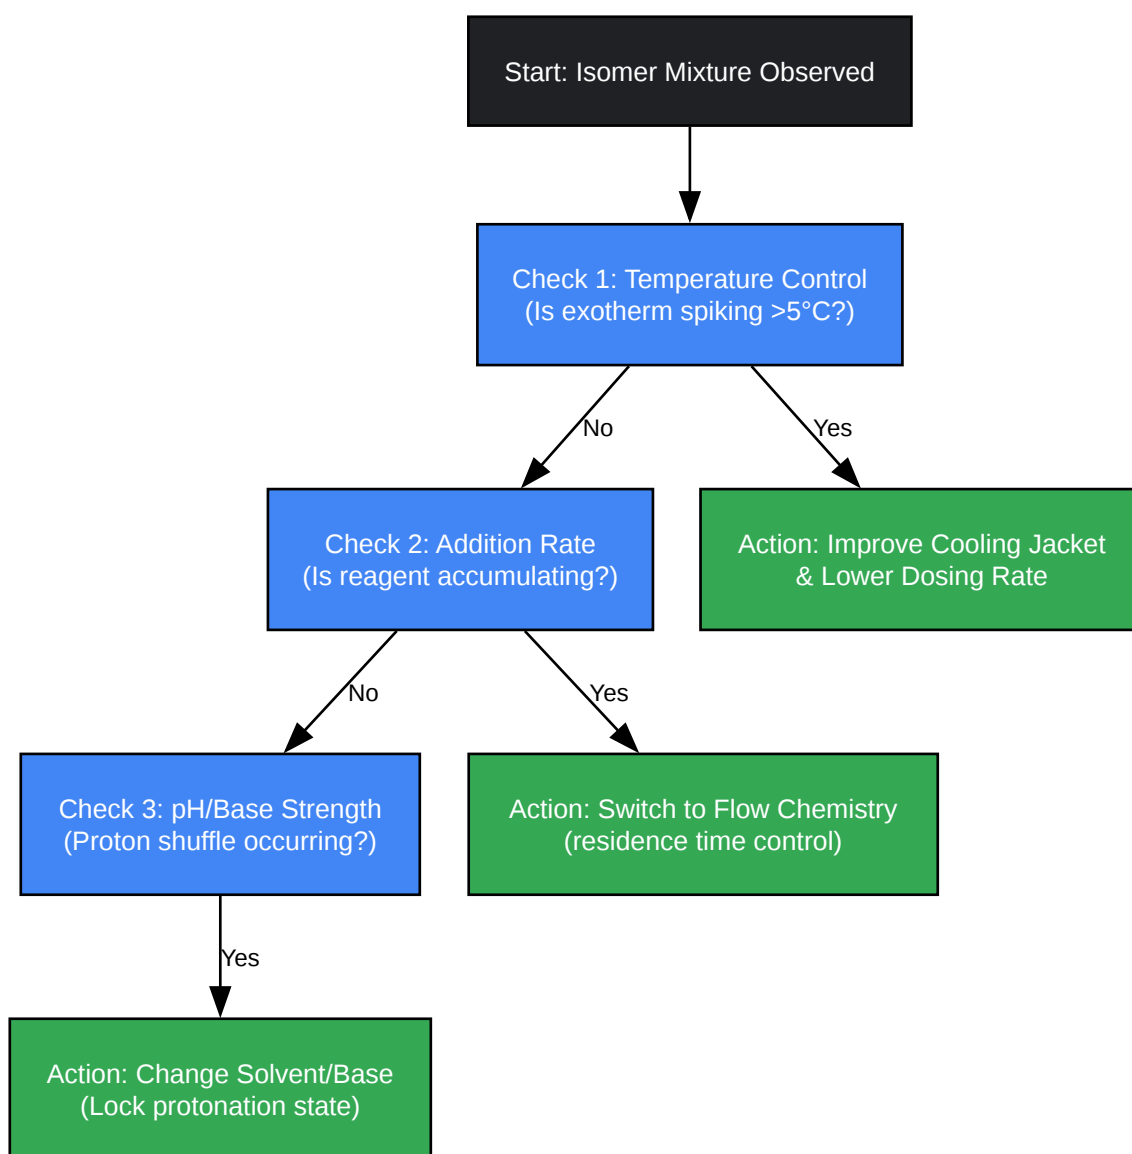 Start: Isomer Mixture Observed
Check 1: Temperature Control
(Is exotherm spiking >5°C?)
No
Yes
Check 2: Addition Rate
(Is reagent accumulating?)
Action: Improve Cooling Jacket
& Lower Dosing Rate
No
Yes
Check 3: pH/Base Strength
(Proton shuffle occurring?)
Action: Switch to Flow Chemistry
(residence time control)
Yes
Action: Change Solvent/Base
(Lock protonation state)